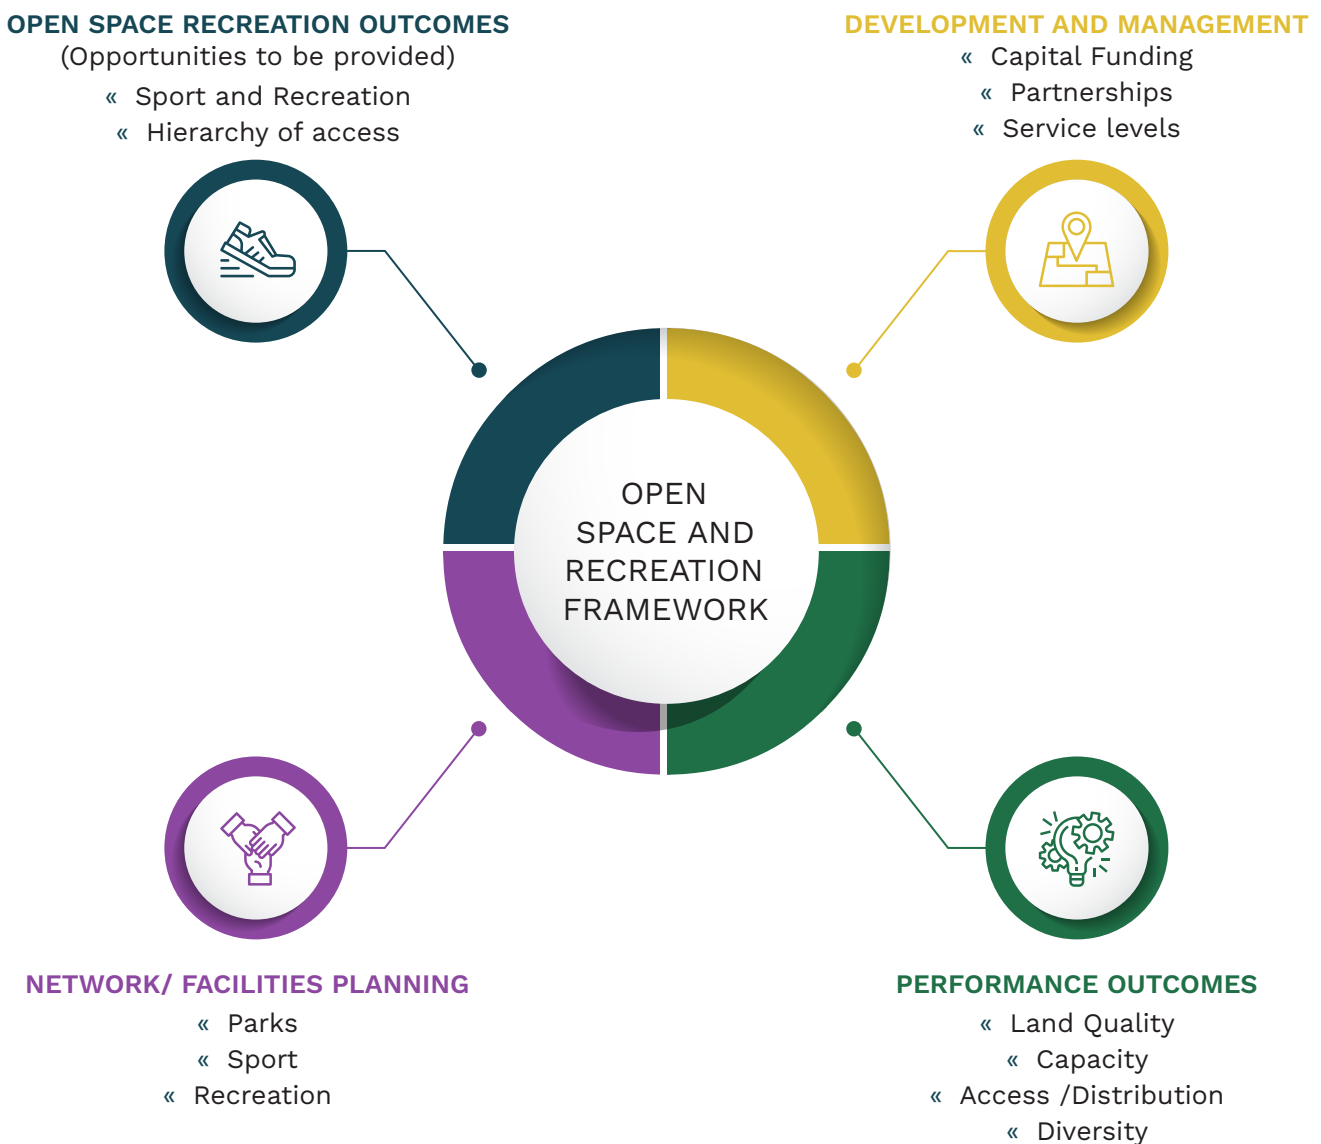 OPEN SPACE RECREATION OUTCOMES
(Opportunities to be provided)
« Sport and Recreation
« Hierarchy of access
DEVELOPMENT AND MANAGEMENT
« Capital Funding
« Partnerships
« Service levels
OPEN
SPACE AND
RECREATION
FRAMEWORK
NETWORK/ FACILITIES PLANNING
« Parks
« Sport
« Recreation
PERFORMANCE OUTCOMES
« Land Quality
« Capacity
« Access /Distribution
« Diversity